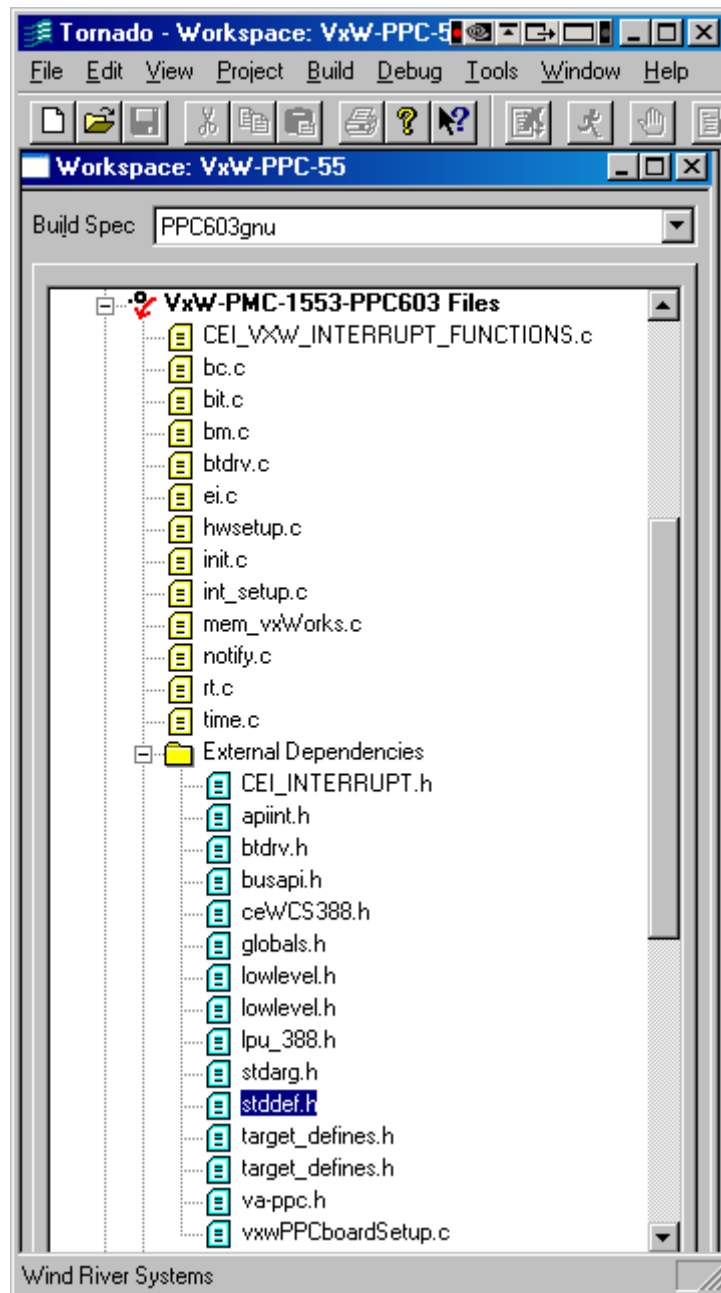 Tornado - Workspace: VxW-PPC-5
File Edit View Project Build Debug Tools Window Help
Workspace: VxW-PPC-55
Build Spec PPC603gnu
VxW-PMC-1553-PPC603 Files
CEI_VXW_INTERRUPT_FUNCTIONS.c
bc.c
bit.c
bm.c
btdrv.c
ei.c
hwsetup.c
init.c
int_setup.c
mem_vxWorks.c
notify.c
rt.c
time.c
External Dependencies
CEI_INTERRUPT.h
apiint.h
btdrv.h
busapi.h
ceWCS388.h
globals.h
lowlevel.h
lowlevel.h
lpu_388.h
stdarg.h
stddef.h
target_defines.h
target_defines.h
va-ppc.h
vxwPPCboardSetup.c
Wind River Systems